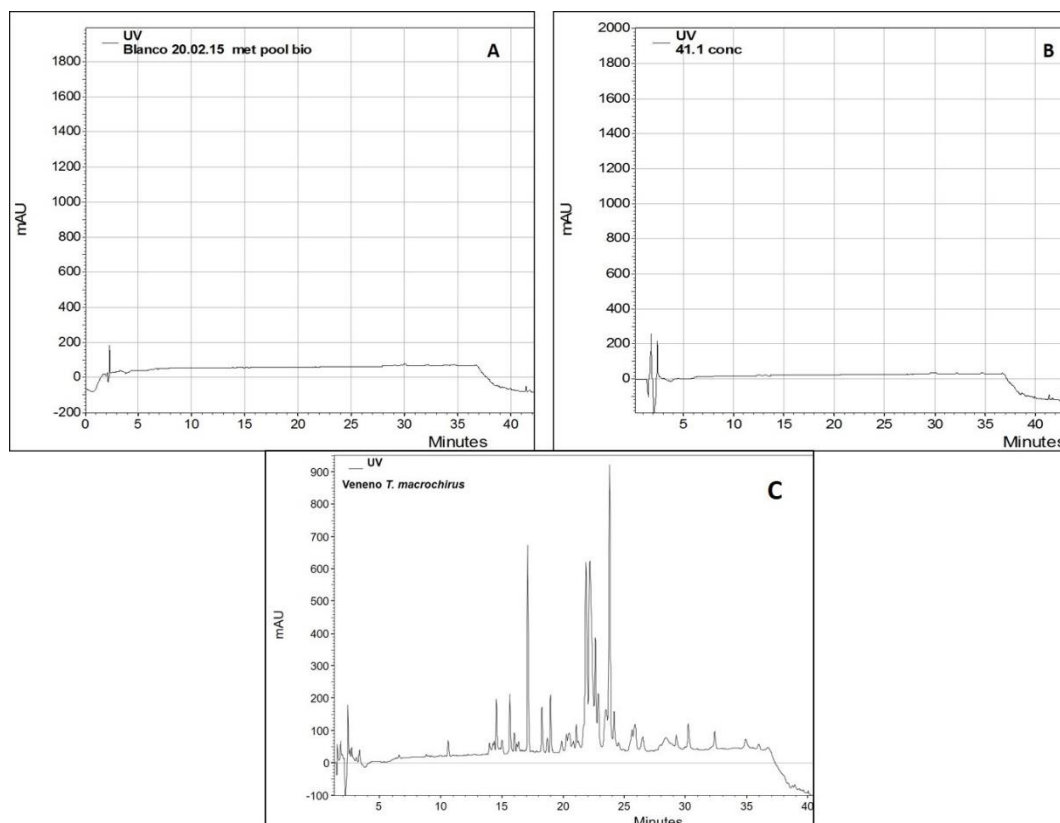 UV
Blanco 20.02.15 met pool bio
A
1800
1600
1400
1200
1000
800
600
400
200
0
-200
mAU
0 5 10 15 20 25 30 35 40
Minutes
UV
41.1 conc
B
2000
1800
1600
1400
1200
1000
800
600
400
200
0
mAU
5 10 15 20 25 30 35 40
Minutes
UV
Veneno T. macrochirus
C
900
800
700
600
500
400
300
200
100
0
-100
mAU
5 10 15 20 25 30 35 40
Minutes